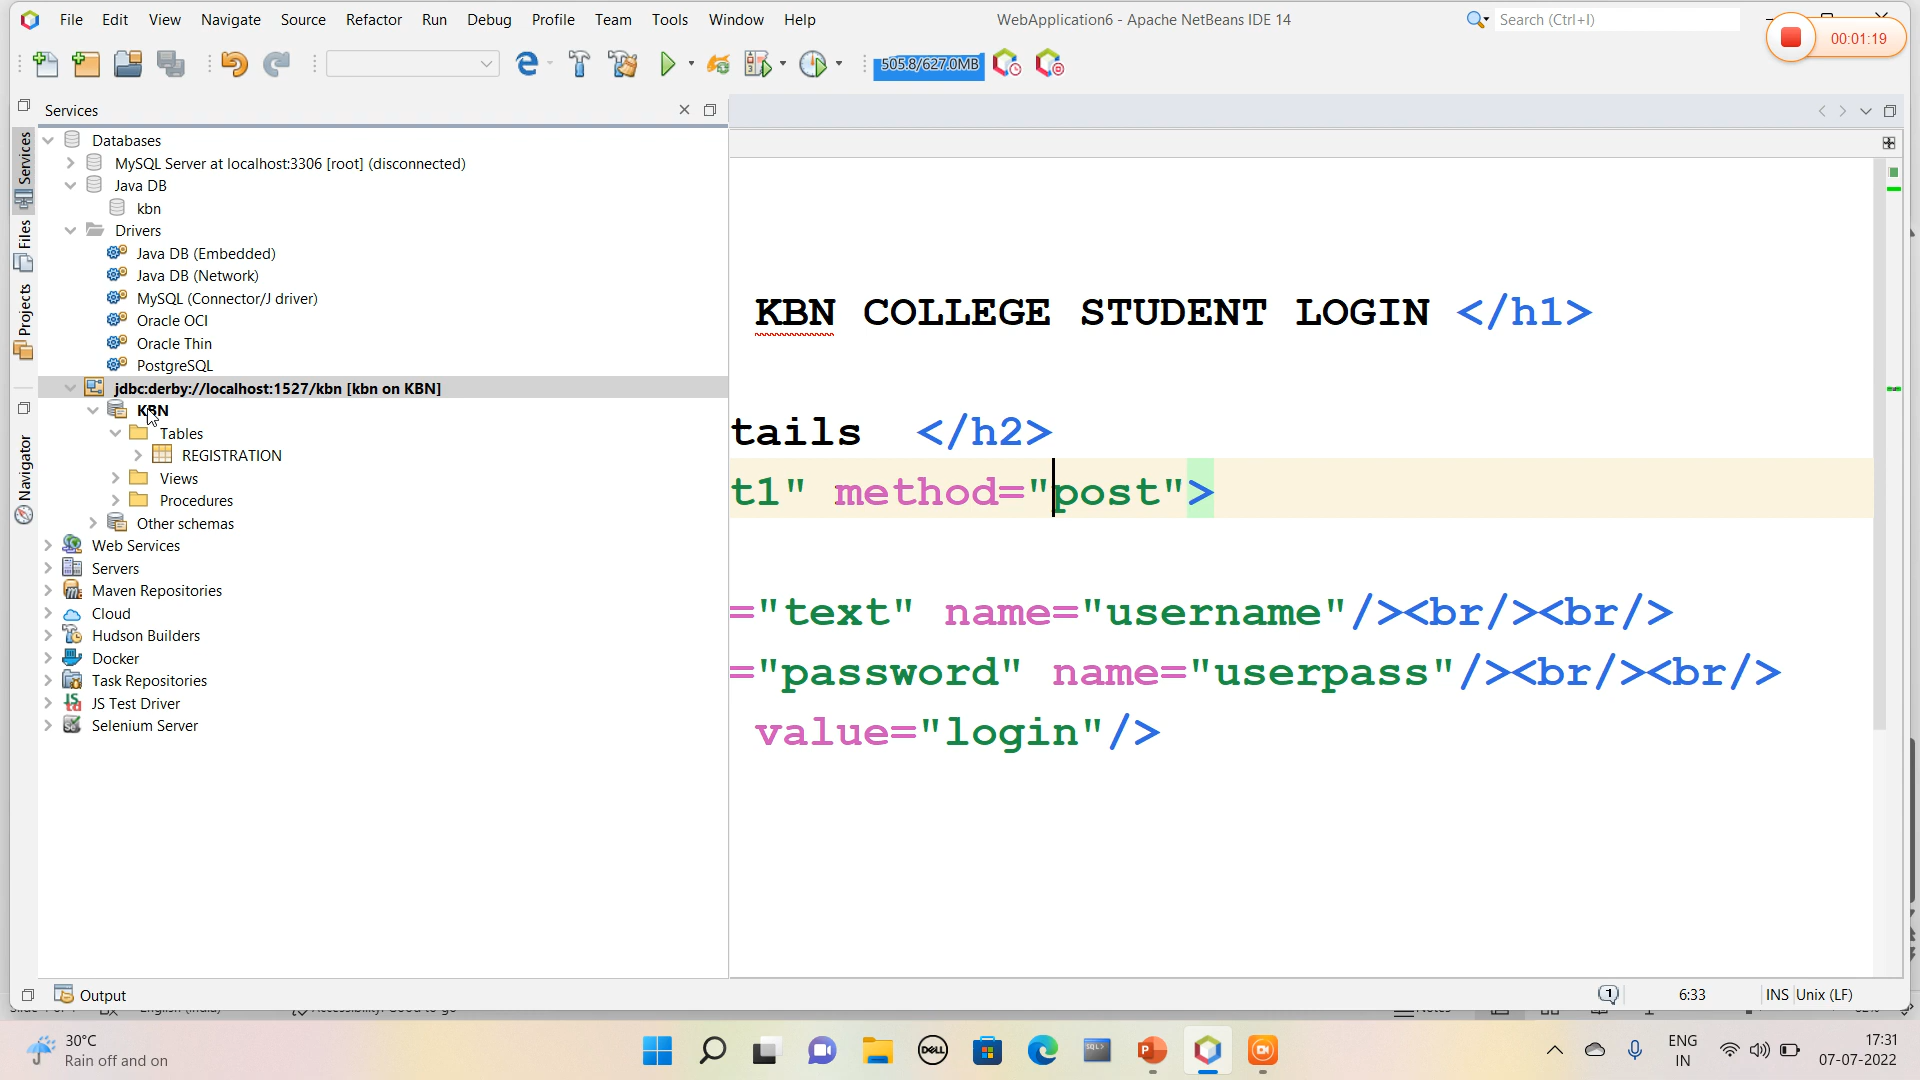 File Edit View Navigate Source Refactor Run Debug Profile Team Tools Window Help
WebApplication6 - Apache NetBeans IDE 14
Search (Ctrl+I)
00:01:19
505.8/627.0MB
Services
Services
Files
Projects
Navigator
Databases
MySQL Server at localhost:3306 [root] (disconnected)
Java DB
kbn
Drivers
Java DB (Embedded)
Java DB (Network)
MySQL (Connector/J driver)
Oracle OCI
Oracle Thin
PostgreSQL
jdbc:derby://localhost:1527/kbn [kbn on KBN]
KBN
Tables
REGISTRATION
Views
Procedures
Other schemas
Web Services
Servers
Maven Repositories
Cloud
Hudson Builders
Docker
Task Repositories
JS Test Driver
Selenium Server
KBN COLLEGE STUDENT LOGIN </h1>
tails </h2>
t1" method="post">
="text" name="username"/><br/><br/>
="password" name="userpass"/><br/><br/>
value="login"/>
Output
1
6:33
INS Unix (LF)
30°C
Rain off and on
DELL
SQL>
ENG
IN
17:31
07-07-2022